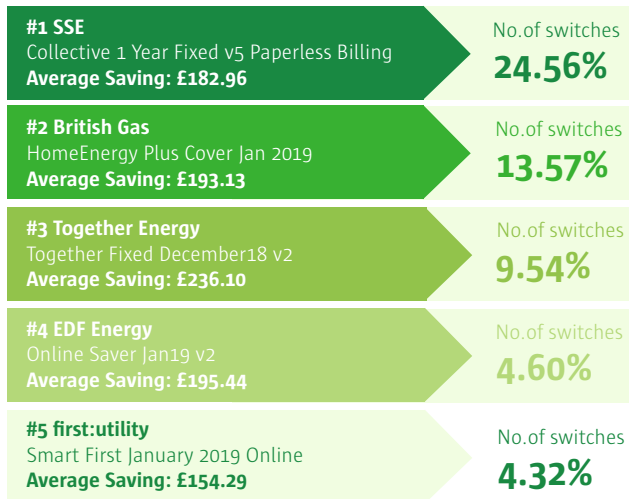 #1 SSE
Collective 1 Year Fixed v5 Paperless Billing
Average Saving: £182.96
No.of switches
24.56%
#2 British Gas
HomeEnergy Plus Cover Jan 2019
Average Saving: £193.13
No.of switches
13.57%
#3 Together Energy
Together Fixed December18 v2
Average Saving: £236.10
No.of switches
9.54%
#4 EDF Energy
Online Saver Jan19 v2
Average Saving: £195.44
No.of switches
4.60%
#5 first:utility
Smart First January 2019 Online
Average Saving: £154.29
No.of switches
4.32%